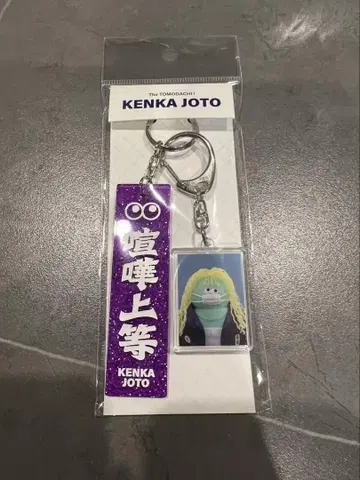 The TOMODACHI!
KENKA JOTO
喧嘩上等
KENKA
JOTO